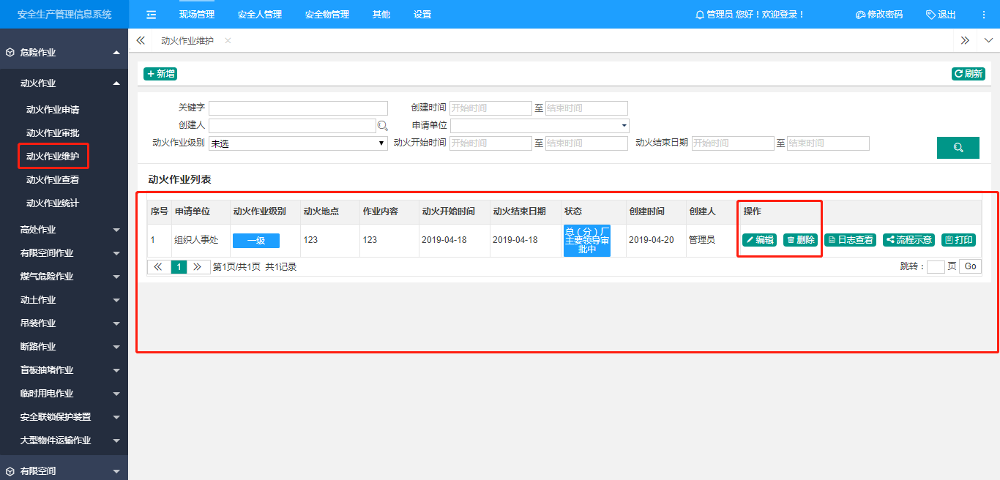 安全生产管理信息系统
现场管理 安全人管理 安全物管理 其他 设置
管理员 您好！欢迎登录！ 修改密码 退出
动火作业维护
危险作业
动火作业
动火作业申请
动火作业审批
动火作业维护
动火作业查看
动火作业统计
高处作业
有限空间作业
煤气危险作业
动土作业
吊装作业
断路作业
盲板抽堵作业
临时用电作业
安全联锁保护装置
大型物件运输作业
有限空间
新增 刷新
关键字 创建时间 开始时间 至 结束时间
创建人 申请单位
动火作业级别 未选 动火开始时间 开始时间 至 结束时间 动火结束日期 开始时间 至 结束时间
动火作业列表
序号 申请单位 动火作业级别 动火地点 作业内容 动火开始时间 动火结束日期 状态 创建时间 创建人 操作
1 组织人事处 一级 123 123 2019-04-18 2019-04-18 总（分）厂 2019-04-20 管理员 编辑 删除 日志查看 流程示意 打印
主要领导审
批中
1 第1页/共1页 共1记录 跳转： 页 Go